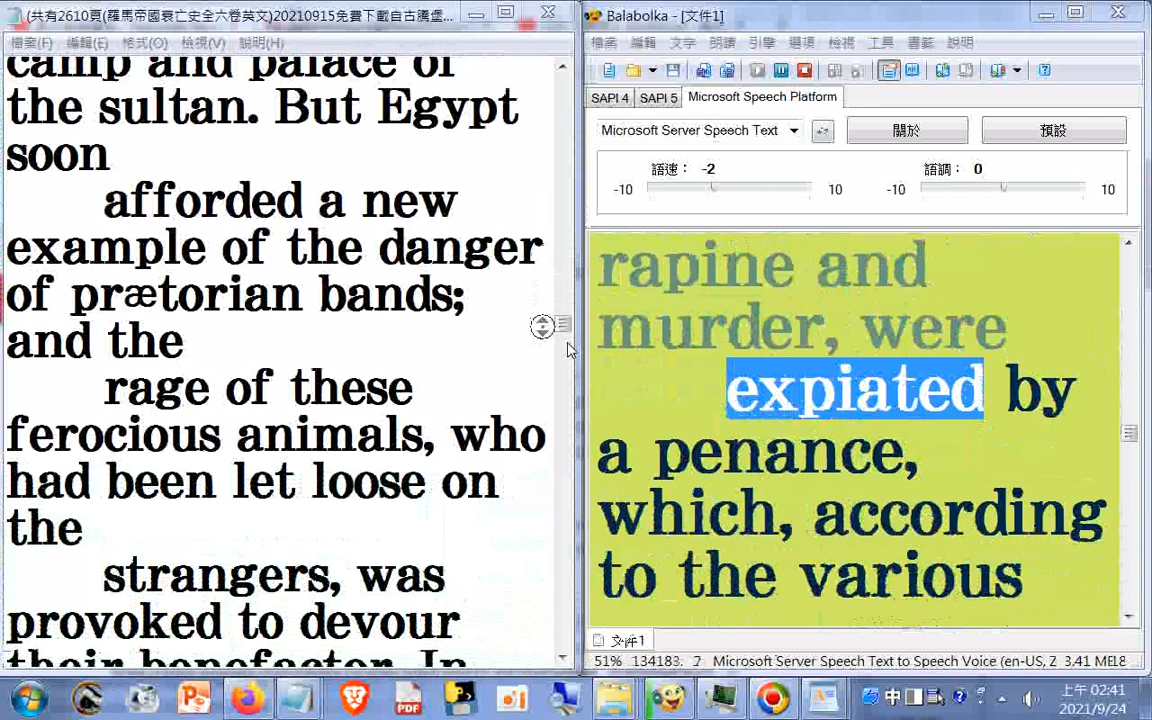 (共有2610頁(羅馬帝國衰亡史全六卷英文)20210915免費下載自古騰堡...
檔案(F) 編輯(E) 格式(O) 檢視(V) 說明(H)
camp and palace of
the sultan. But Egypt
soon
afforded a new
example of the danger
of prætorian bands;
and the
rage of these
ferocious animals, who
had been let loose on
the
strangers, was
provoked to devour
their benefactor. In
Balabolka - [文件1]
檔案 編輯 文字 朗讀 引擎 選項 檢視 工具 書籤 說明
SAPI 4 SAPI 5 Microsoft Speech Platform
Microsoft Server Speech Text 關於 預設
語速： -2 語調： 0
-10 10 -10 10
rapine and
murder, were
expiated by
a penance,
which, according
to the various
文件1
51% 134183. Microsoft Server Speech Text to Speech Voice (en-US, Z 3,41 МЕ
中
上午 02:41
2021/9/24